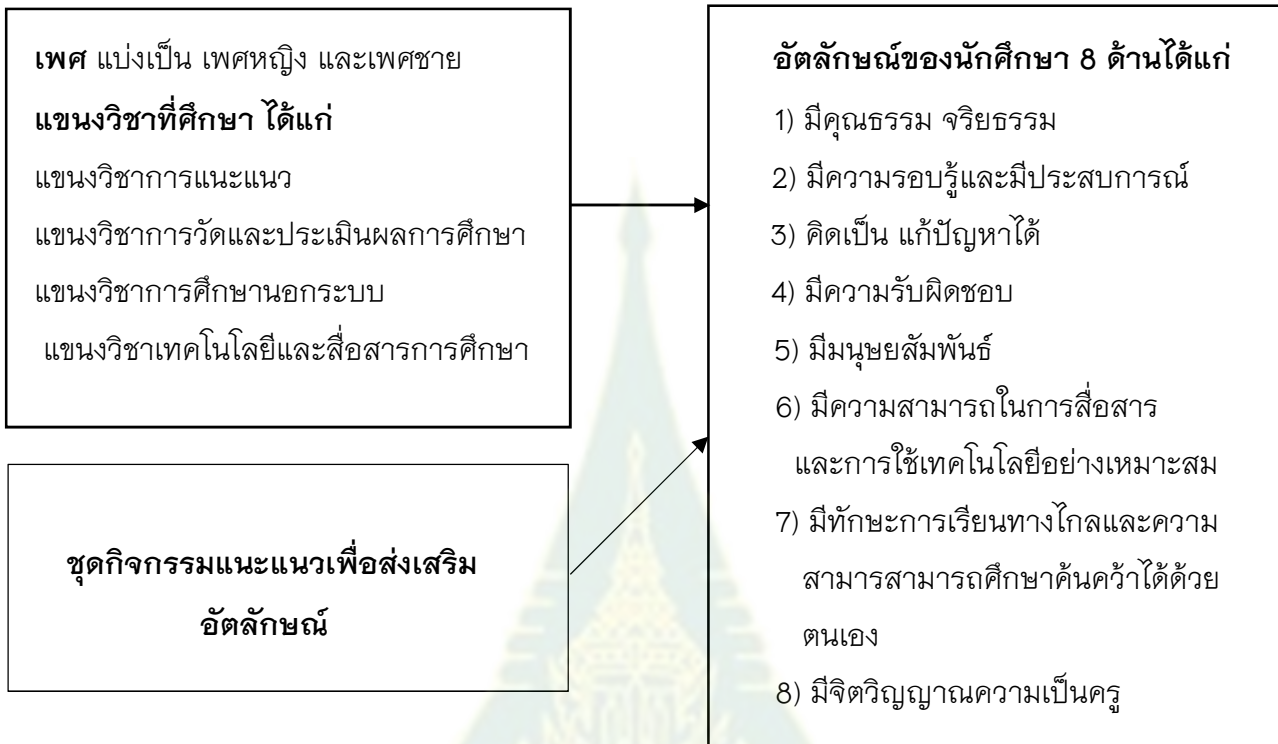 เพศ แบ่งเป็น เพศหญิง และเพศชาย
แขนงวิชาที่ศึกษา ได้แก่
แขนงวิชาการแนะแนว
แขนงวิชาการวัดและประเมินผลการศึกษา
แขนงวิชาการศึกษานอกระบบ
แขนงวิชาเทคโนโลยีและสื่อสารการศึกษา
ชุดกิจกรรมแนะแนวเพื่อส่งเสริม
อัตลักษณ์
อัตลักษณ์ของนักศึกษา 8 ด้านได้แก่
1) มีคุณธรรม จริยธรรม
2) มีความรอบรู้และมีประสบการณ์
3) คิดเป็น แก้ปัญหาได้
4) มีความรับผิดชอบ
5) มีมนุษยสัมพันธ์
6) มีความสามารถในการสื่อสาร
และการใช้เทคโนโลยีอย่างเหมาะสม
7) มีทักษะการเรียนทางไกลและความ
สามารสามารถศึกษาค้นคว้าได้ด้วย
ตนเอง
8) มีจิตวิญญาณความเป็นครู